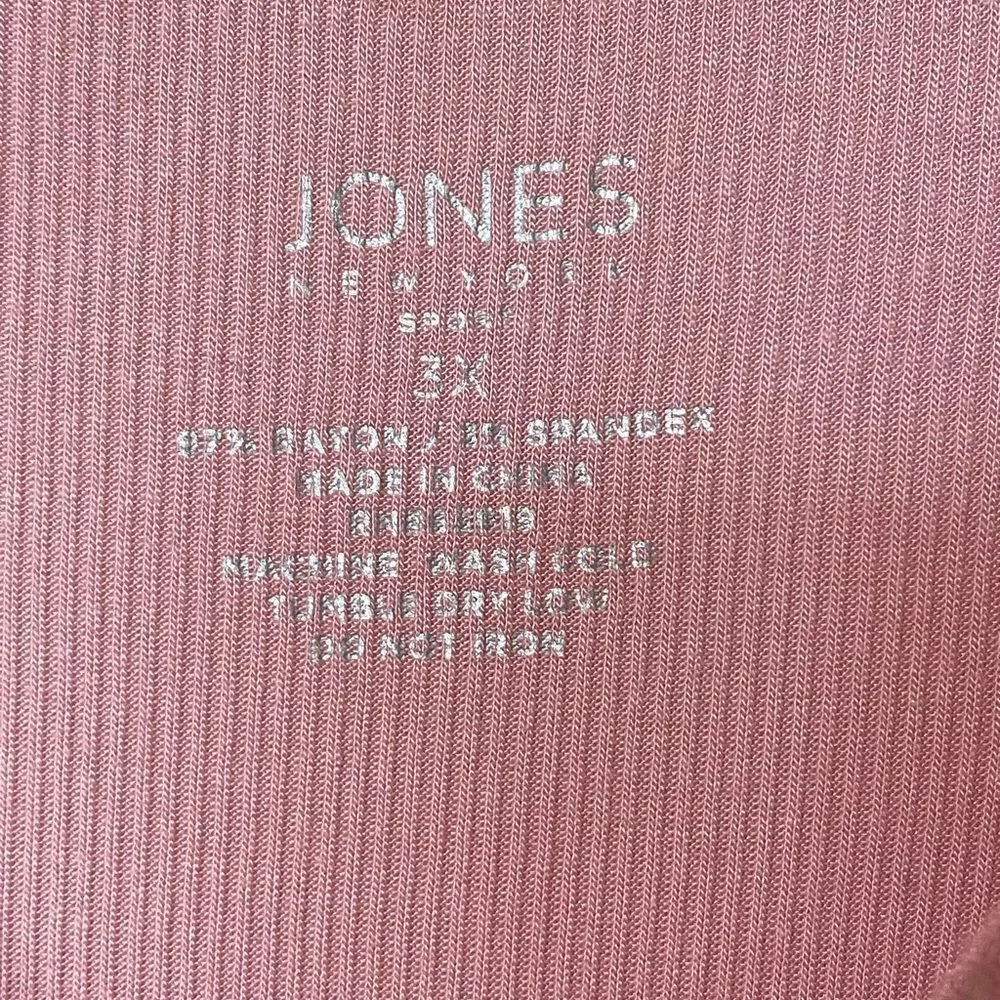 JONES
NEW YORK
SPORT
3X
97% RAYON / 3% SPANDEX
MADE IN CHINA
MACHINE WASH COLD
TUMBLE DRY LOW
DO NOT IRON